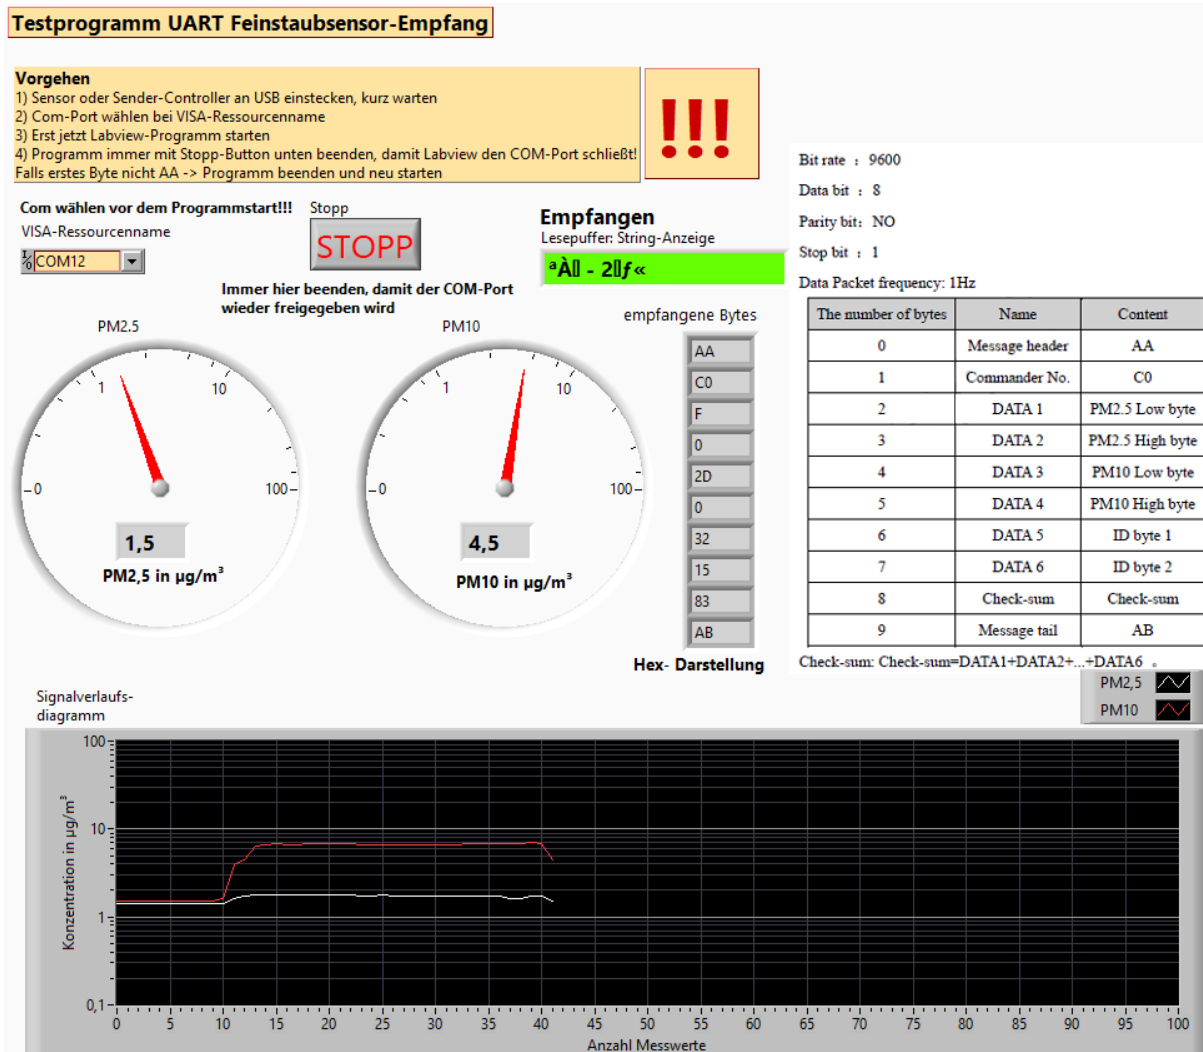 Testprogramm UART Feinstaubsensor-Empfang
Vorgehen
1) Sensor oder Sender-Controller an USB einstecken, kurz warten
2) Com-Port wählen bei VISA-Ressourcenname
3) Erst jetzt Labview-Programm starten
4) Programm immer mit Stopp-Button unten beenden, damit Labview den COM-Port schließt!
Falls erstes Byte nicht AA -> Programm beenden und neu starten
!!!
Com wählen vor dem Programmstart!!!
VISA-Ressourcenname
I/O COM12
Stopp
STOPP
Immer hier beenden, damit der COM-Port
wieder freigegeben wird
Empfangen
Lesepuffer: String-Anzeige
ªÀ - 2ƒ«
PM2.5
0 1 10 100
1,5
PM2,5 in µg/m³
PM10
0 1 10 100
4,5
PM10 in µg/m³
empfangene Bytes
AA
C0
F
0
2D
0
32
15
83
AB
Hex- Darstellung
Bit rate : 9600
Data bit : 8
Parity bit: NO
Stop bit : 1
Data Packet frequency: 1Hz
The number of bytes Name Content
0 Message header AA
1 Commander No. C0
2 DATA 1 PM2.5 Low byte
3 DATA 2 PM2.5 High byte
4 DATA 3 PM10 Low byte
5 DATA 4 PM10 High byte
6 DATA 5 ID byte 1
7 DATA 6 ID byte 2
8 Check-sum Check-sum
9 Message tail AB
Check-sum: Check-sum=DATA1+DATA2+...+DATA6 。
PM2,5
PM10
Signalverlaufs-
diagramm
Konzentration in µg/m³
100
10
1
0,1
0 5 10 15 20 25 30 35 40 45 50 55 60 65 70 75 80 85 90 95 100
Anzahl Messwerte